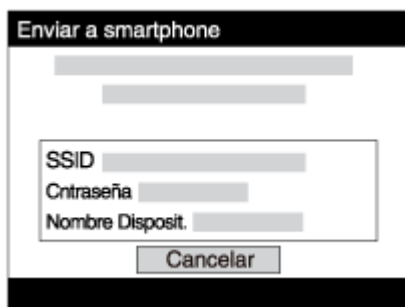 Enviar a smartphone
SSID
Cntraseña
Nombre Disposit.
Cancelar